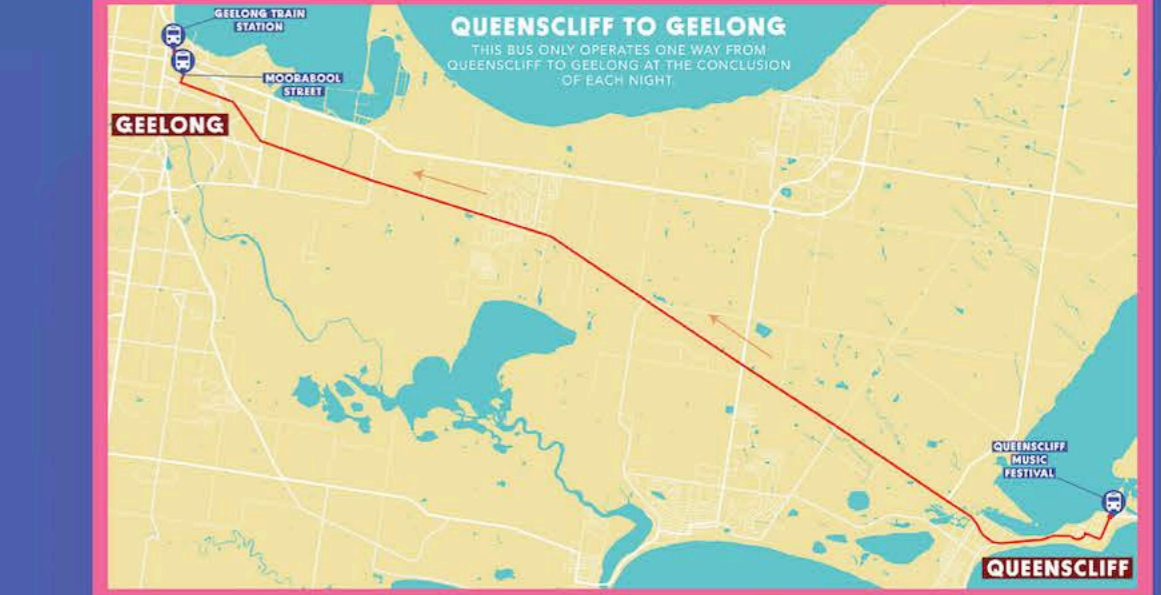 QUEENSCLIFF TO GEELONG
THIS BUS ONLY OPERATES ONE WAY FROM
QUEENSCLIFF TO GEELONG AT THE CONCLUSION
OF EACH NIGHT.
GEELONG TRAIN
STATION
MOORABOOL
STREET
GEELONG
QUEENSCLIFF
MUSIC
FESTIVAL
QUEENSCLIFF